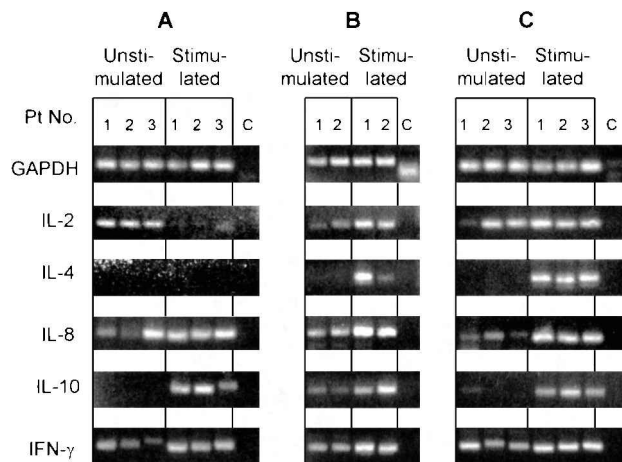 A B C
Unsti- Stimu- Unsti- Stimu- Unsti- Stimu-
mulated lated mulated lated mulated lated
Pt No. 1 2 3 1 2 3 C 1 2 1 2 C 1 2 3 1 2 3 C
GAPDH
IL-2
IL-4
IL-8
IL-10
IFN-γ